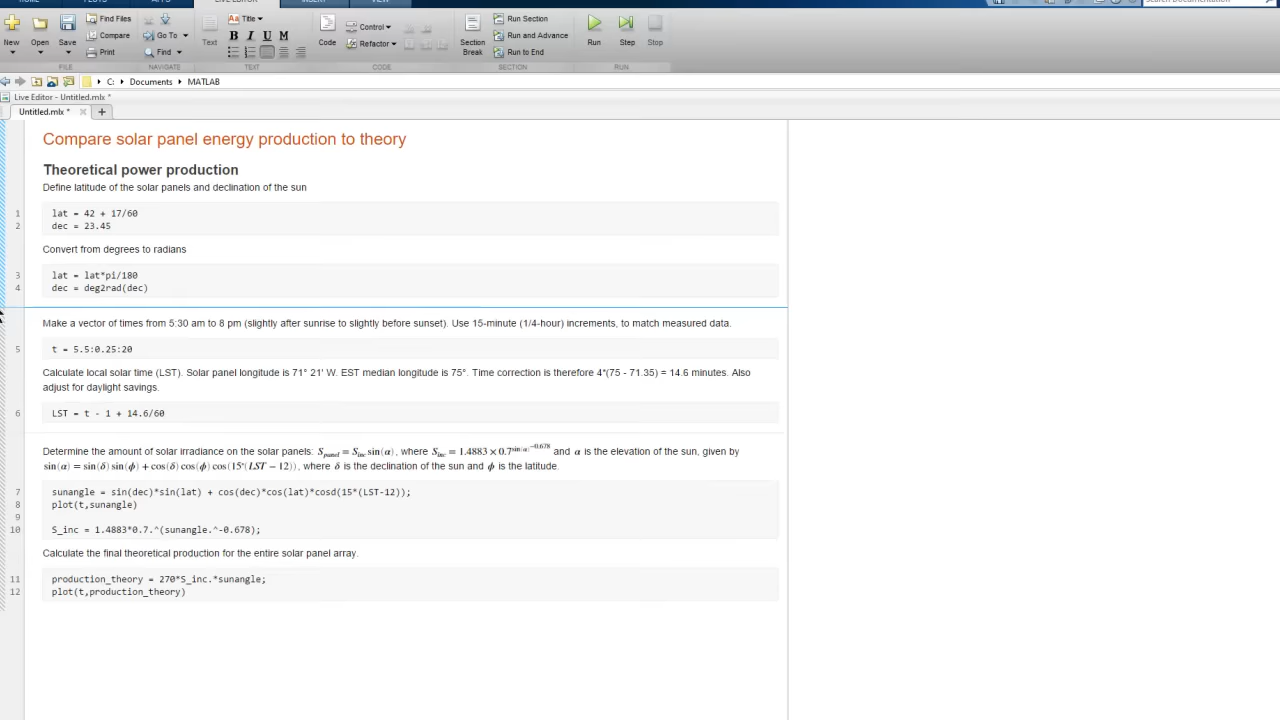 HOME PLOTS APPS LIVE EDITOR INSERT VIEW
Search Documentation
New
Open
Save
Find Files
Compare
Print
FILE
Go To
Find
NAVIGATE
Text
Title
B I U M
TEXT
Code
Control
Refactor
CODE
Section
Break
Run Section
Run and Advance
Run to End
SECTION
Run
Step
Stop
RUN
C: Documents MATLAB
Live Editor - Untitled.mlx *
Untitled.mlx *
Compare solar panel energy production to theory
Theoretical power production
Define latitude of the solar panels and declination of the sun
1 lat = 42 + 17/60
2 dec = 23.45
Convert from degrees to radians
3 lat = lat*pi/180
4 dec = deg2rad(dec)
Make a vector of times from 5:30 am to 8 pm (slightly after sunrise to slightly before sunset). Use 15-minute (1/4-hour) increments, to match measured data.
5 t = 5.5:0.25:20
Calculate local solar time (LST). Solar panel longitude is 71° 21' W. EST median longitude is 75°. Time correction is therefore 4*(75 - 71.35) = 14.6 minutes. Also
adjust for daylight savings.
6 LST = t - 1 + 14.6/60
Determine the amount of solar irradiance on the solar panels: S_panel = S_inc sin(α), where S_inc = 1.4883 × 0.7^sin(α)^−0.678 and α is the elevation of the sun, given by
sin(α) = sin(δ) sin(ϕ) + cos(δ) cos(ϕ) cos(15°(LST − 12)), where δ is the declination of the sun and ϕ is the latitude.
7 sunangle = sin(dec)*sin(lat) + cos(dec)*cos(lat)*cosd(15*(LST-12));
8 plot(t,sunangle)
9
10 S_inc = 1.4883*0.7.^(sunangle.^-0.678);
Calculate the final theoretical production for the entire solar panel array.
11 production_theory = 270*S_inc.*sunangle;
12 plot(t,production_theory)